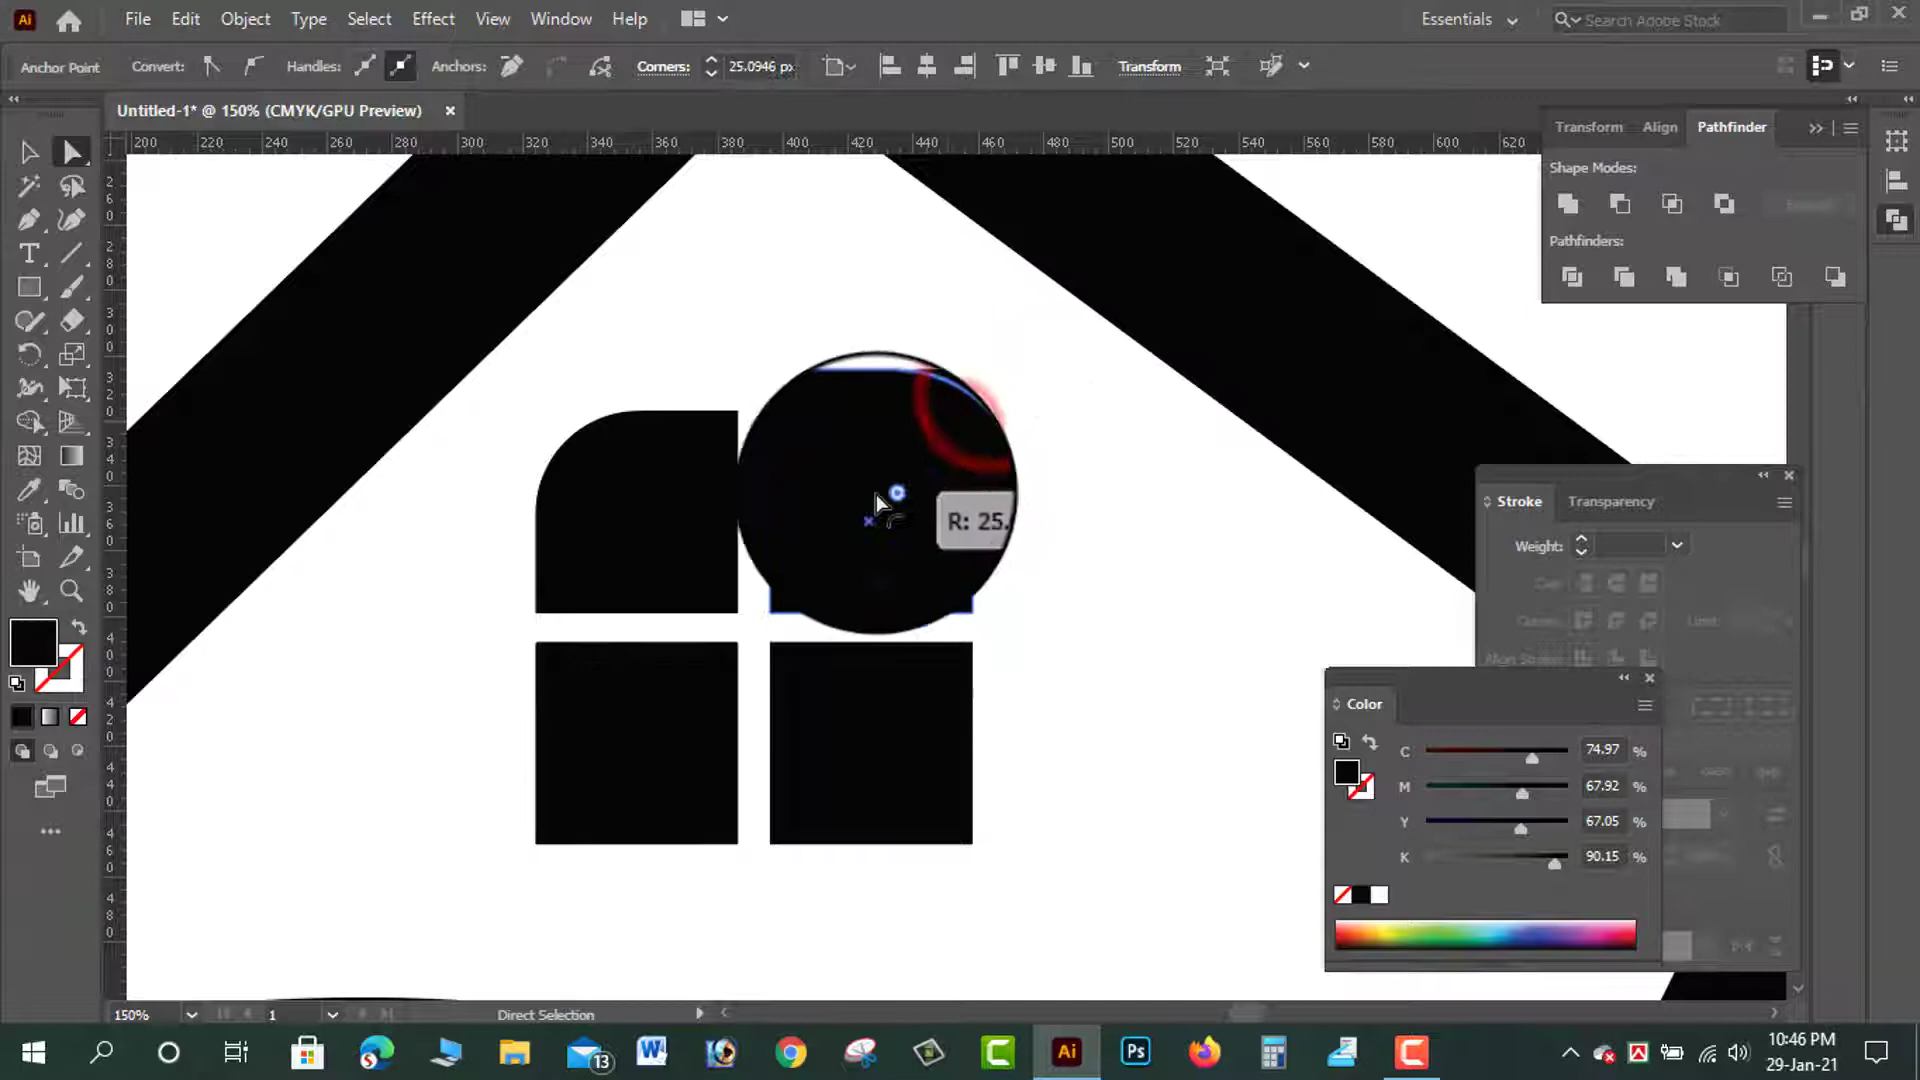 Ai File Edit Object Type Select Effect View Window Help Essentials Search Adobe Stock
Anchor Point Convert: Handles: Anchors: Corners: 25.0946 px Transform
Untitled-1* @ 150% (CMYK/GPU Preview) ×
200 220 240 260 280 300 320 340 360 380 400 420 440 460 480 500 520 540 560 580 600 620
Transform Align Pathfinder
Shape Modes:
Pathfinders:
R: 25.
Stroke Transparency
Weight:
Color
C 74.97 %
M 67.92 %
Y 67.05 %
K 90.15 %
150% 1 Direct Selection
13 Ai Ps 10:46 PM
29-Jan-21